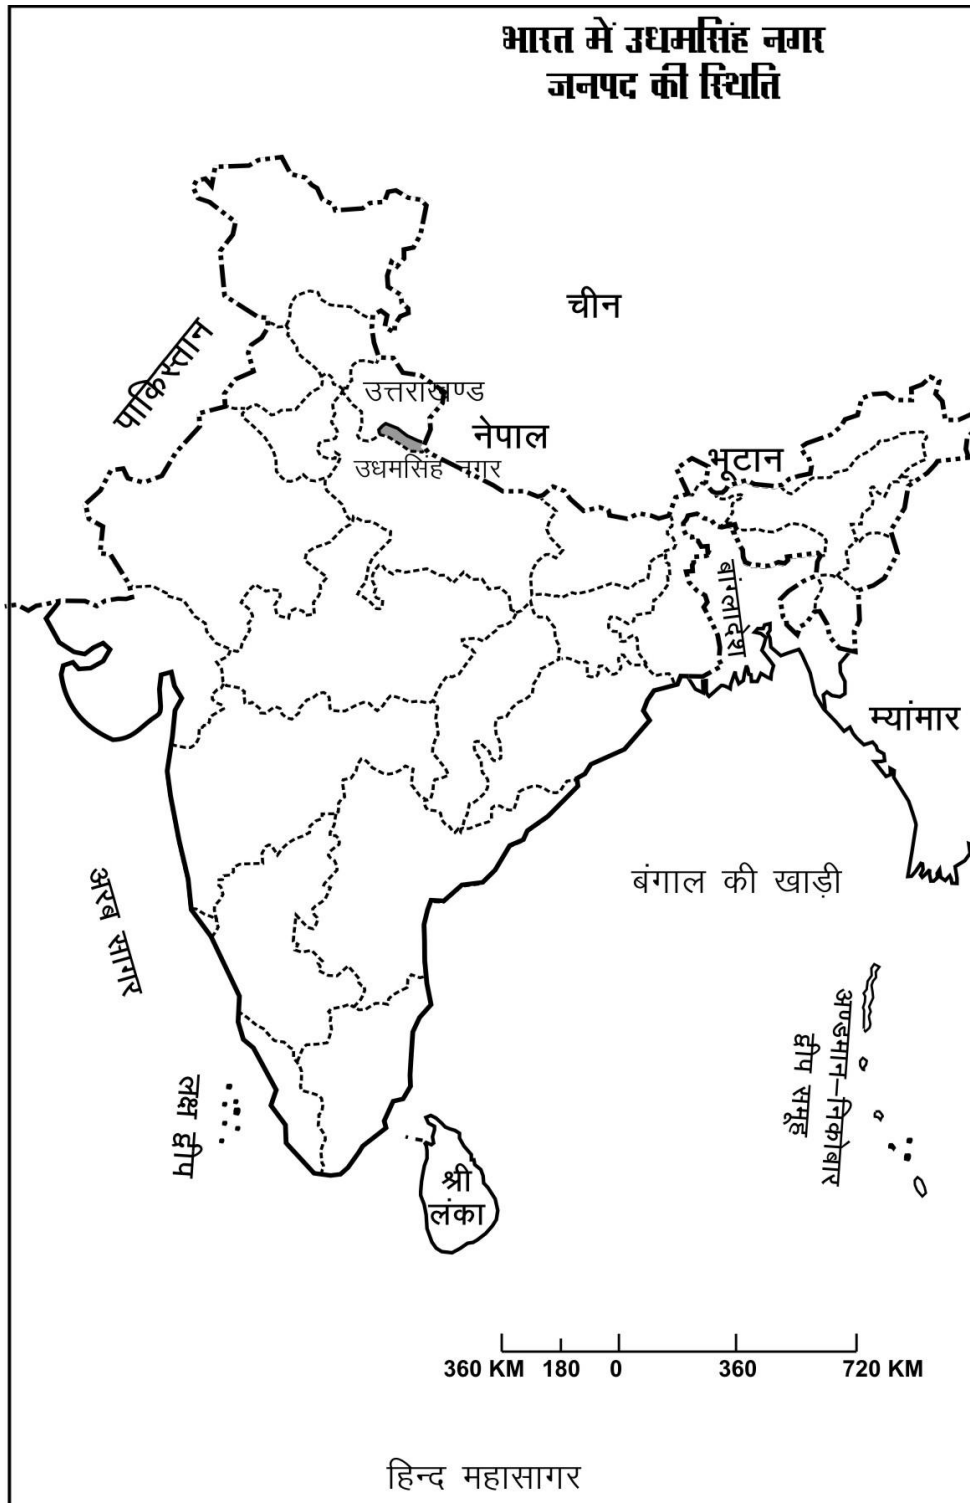 भारत में उधमसिंह नगर
जनपद की स्थिति
चीन
पाकिस्तान
उत्तराखण्ड
नेपाल
भूटान
उधमसिंह नगर
बांग्लादेश
म्यांमार
बंगाल की खाड़ी
अरब सागर
अण्डमान–निकोबार
द्वीप समूह
लक्ष द्वीप
श्री
लंका
360 KM 180 0 360 720 KM
हिन्द महासागर